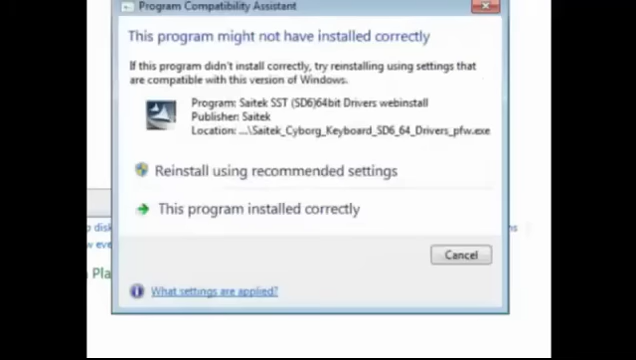 Program Compatibility Assistant
This program might not have installed correctly
If this program didn't install correctly, try reinstalling using settings that
are compatible with this version of Windows.
Program: Saitek SST (SD6)64bit Drivers webinstall
Publisher: Saitek
Location: ...\Saitek_Cyborg_Keyboard_SD6_64_Drivers_pfw.exe
Reinstall using recommended settings
This program installed correctly
Cancel
What settings are applied?